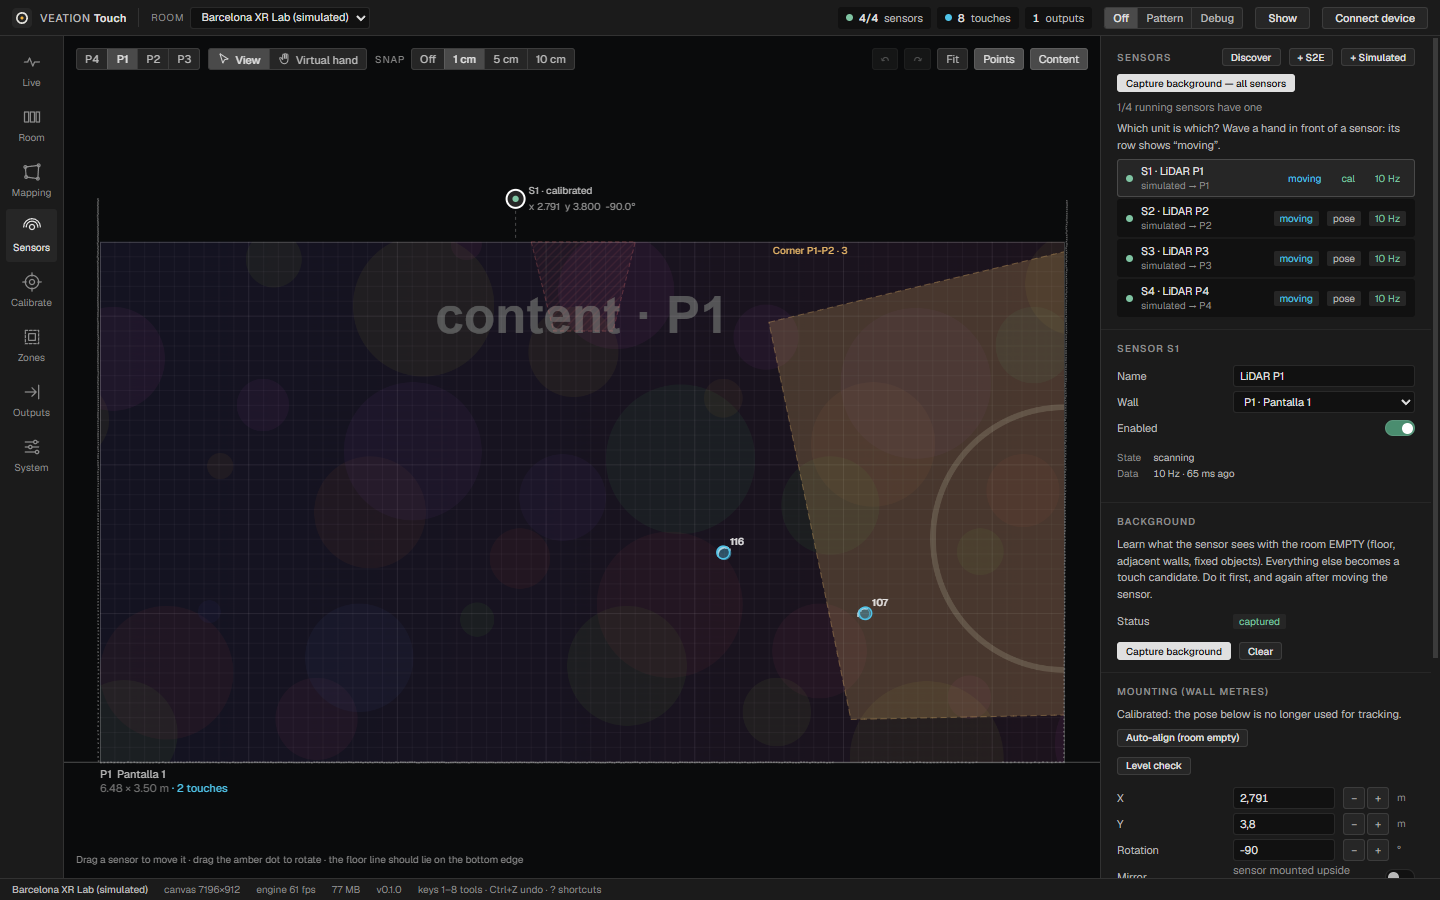 VEATION Touch
ROOM
Barcelona XR Lab (simulated)
4/4 sensors
8 touches
1 outputs
Off
Pattern
Debug
Show
Connect device
Live
Room
Mapping
Sensors
Calibrate
Zones
Outputs
System
P4
P1
P2
P3
View
Virtual hand
SNAP
Off
1 cm
5 cm
10 cm
Fit
Points
Content
S1 · calibrated
x 2.791 y 3.800 -90.0°
Corner P1-P2 · 3
content · P1
116
107
P1 Pantalla 1
6.48 × 3.50 m · 2 touches
Drag a sensor to move it · drag the amber dot to rotate · the floor line should lie on the bottom edge
SENSORS
Discover
+ S2E
+ Simulated
Capture background — all sensors
1/4 running sensors have one
Which unit is which? Wave a hand in front of a sensor: its
row shows “moving”.
S1 · LiDAR P1
simulated → P1
moving
cal
10 Hz
S2 · LiDAR P2
simulated → P2
moving
pose
10 Hz
S3 · LiDAR P3
simulated → P3
moving
pose
10 Hz
S4 · LiDAR P4
simulated → P4
moving
pose
10 Hz
SENSOR S1
Name
LiDAR P1
Wall
P1 · Pantalla 1
Enabled
State scanning
Data 10 Hz · 65 ms ago
BACKGROUND
Learn what the sensor sees with the room EMPTY (floor,
adjacent walls, fixed objects). Everything else becomes a
touch candidate. Do it first, and again after moving the
sensor.
Status
captured
Capture background
Clear
MOUNTING (WALL METRES)
Calibrated: the pose below is no longer used for tracking.
Auto-align (room empty)
Level check
X
2,791
−
+
m
Y
3,8
−
+
m
Rotation
-90
−
+
°
Mirror
sensor mounted upside
Barcelona XR Lab (simulated)
canvas 7196×912
engine 61 fps
77 MB
v0.1.0
keys 1–8 tools · Ctrl+Z undo · ? shortcuts